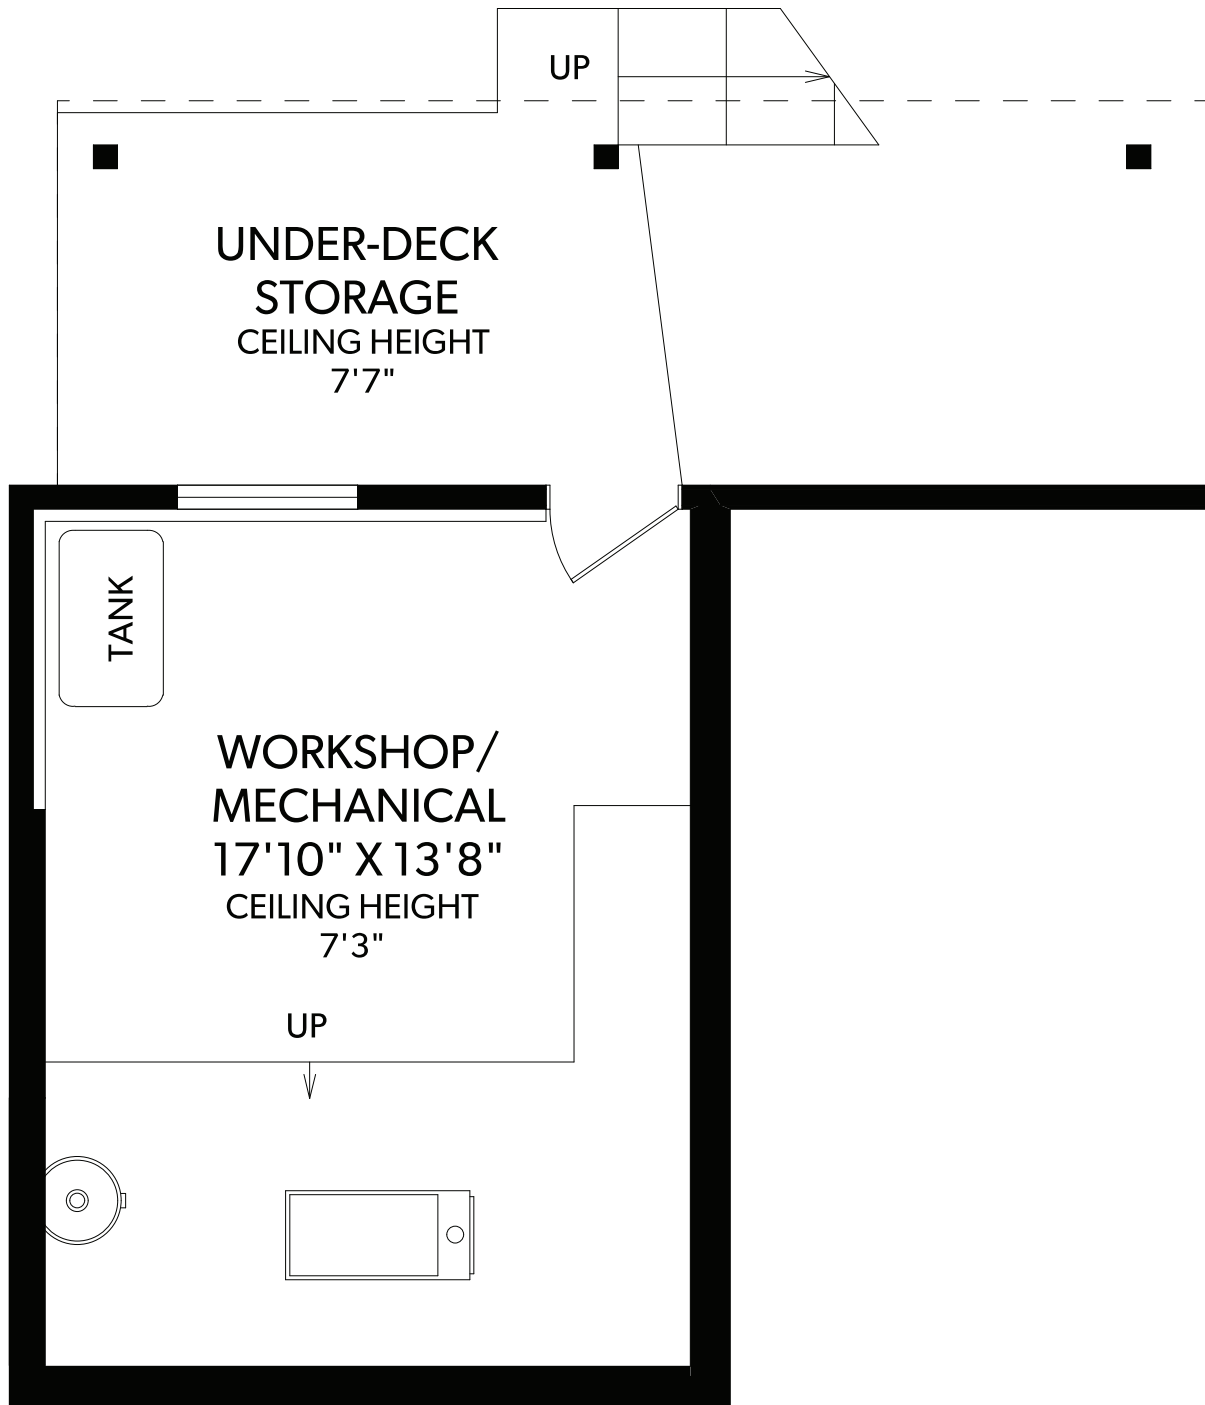 UP
UNDER-DECK
STORAGE
CEILING HEIGHT
7'7"
TANK
WORKSHOP/
MECHANICAL
17'10" X 13'8"
CEILING HEIGHT
7'3"
UP